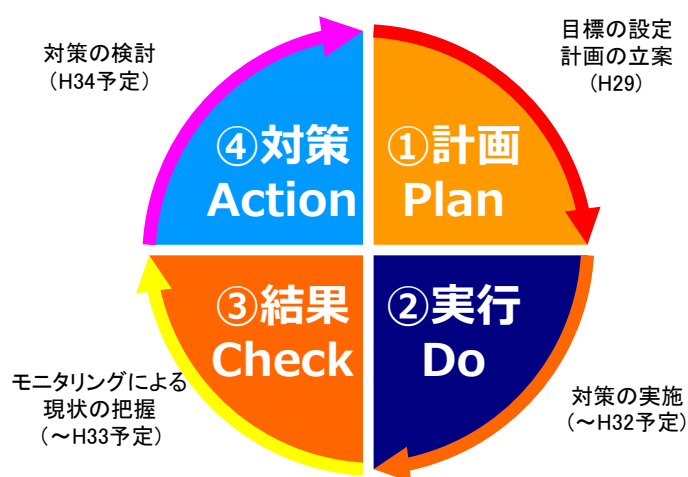 目標の設定
計画の立案
(H29)
①計画
Plan
②実行
Do
対策の実施
(～H32予定)
③結果
Check
モニタリングによる
現状の把握
(～H33予定)
④対策
Action
対策の検討
(H34予定)